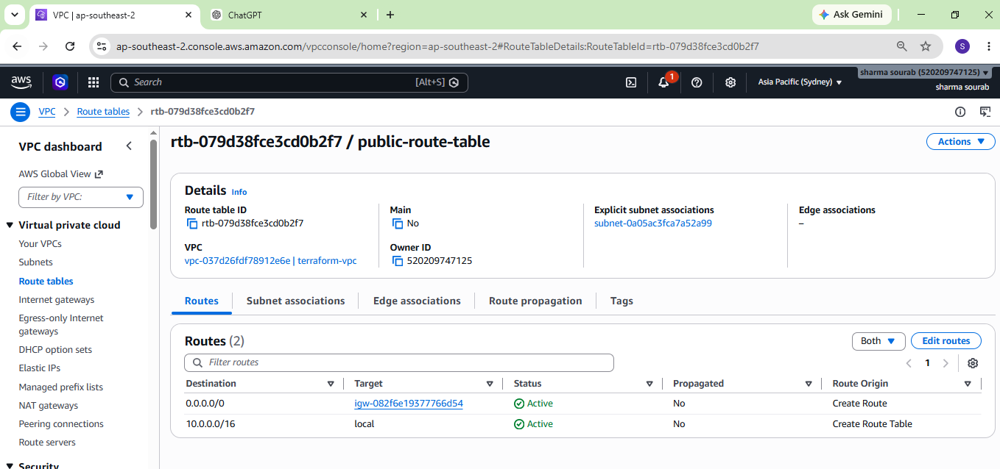 VPC | ap-southeast-2
ChatGPT
Ask Gemini
ap-southeast-2.console.aws.amazon.com/vpcconsole/home?region=ap-southeast-2#RouteTableDetails:RouteTableId=rtb-079d38fce3cd0b2f7
S
aws
Search
[Alt+S]
1
Asia Pacific (Sydney)
sharma sourab (520209747125)
sharma sourab
VPC
Route tables
rtb-079d38fce3cd0b2f7
VPC dashboard
AWS Global View
Filter by VPC:
Virtual private cloud
Your VPCs
Subnets
Route tables
Internet gateways
Egress-only Internet
gateways
DHCP option sets
Elastic IPs
Managed prefix lists
NAT gateways
Peering connections
Route servers
Security
rtb-079d38fce3cd0b2f7 / public-route-table
Actions
Details Info
Route table ID
rtb-079d38fce3cd0b2f7
VPC
vpc-037d26fdf78912e6e | terraform-vpc
Main
No
Owner ID
520209747125
Explicit subnet associations
subnet-0a05ac3fca7a52a99
Edge associations
–
Routes Subnet associations Edge associations Route propagation Tags
Routes (2)
Both
Edit routes
Filter routes
1
Destination Target Status Propagated Route Origin
0.0.0.0/0 igw-082f6e19377766d54 Active No Create Route
10.0.0.0/16 local Active No Create Route Table